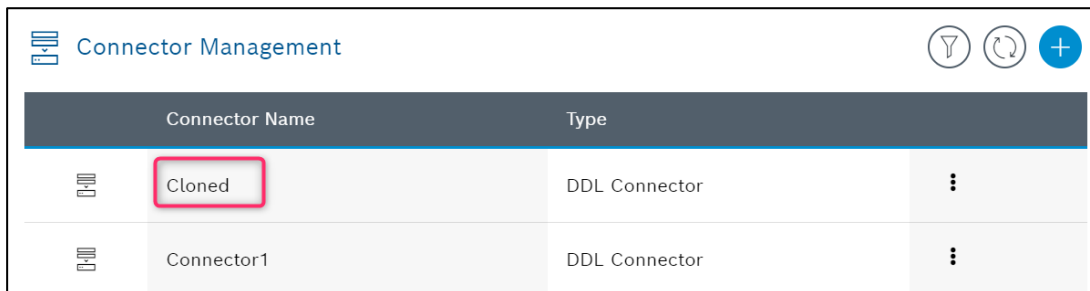 Connector Management
Connector Name Type
Cloned DDL Connector
Connector1 DDL Connector